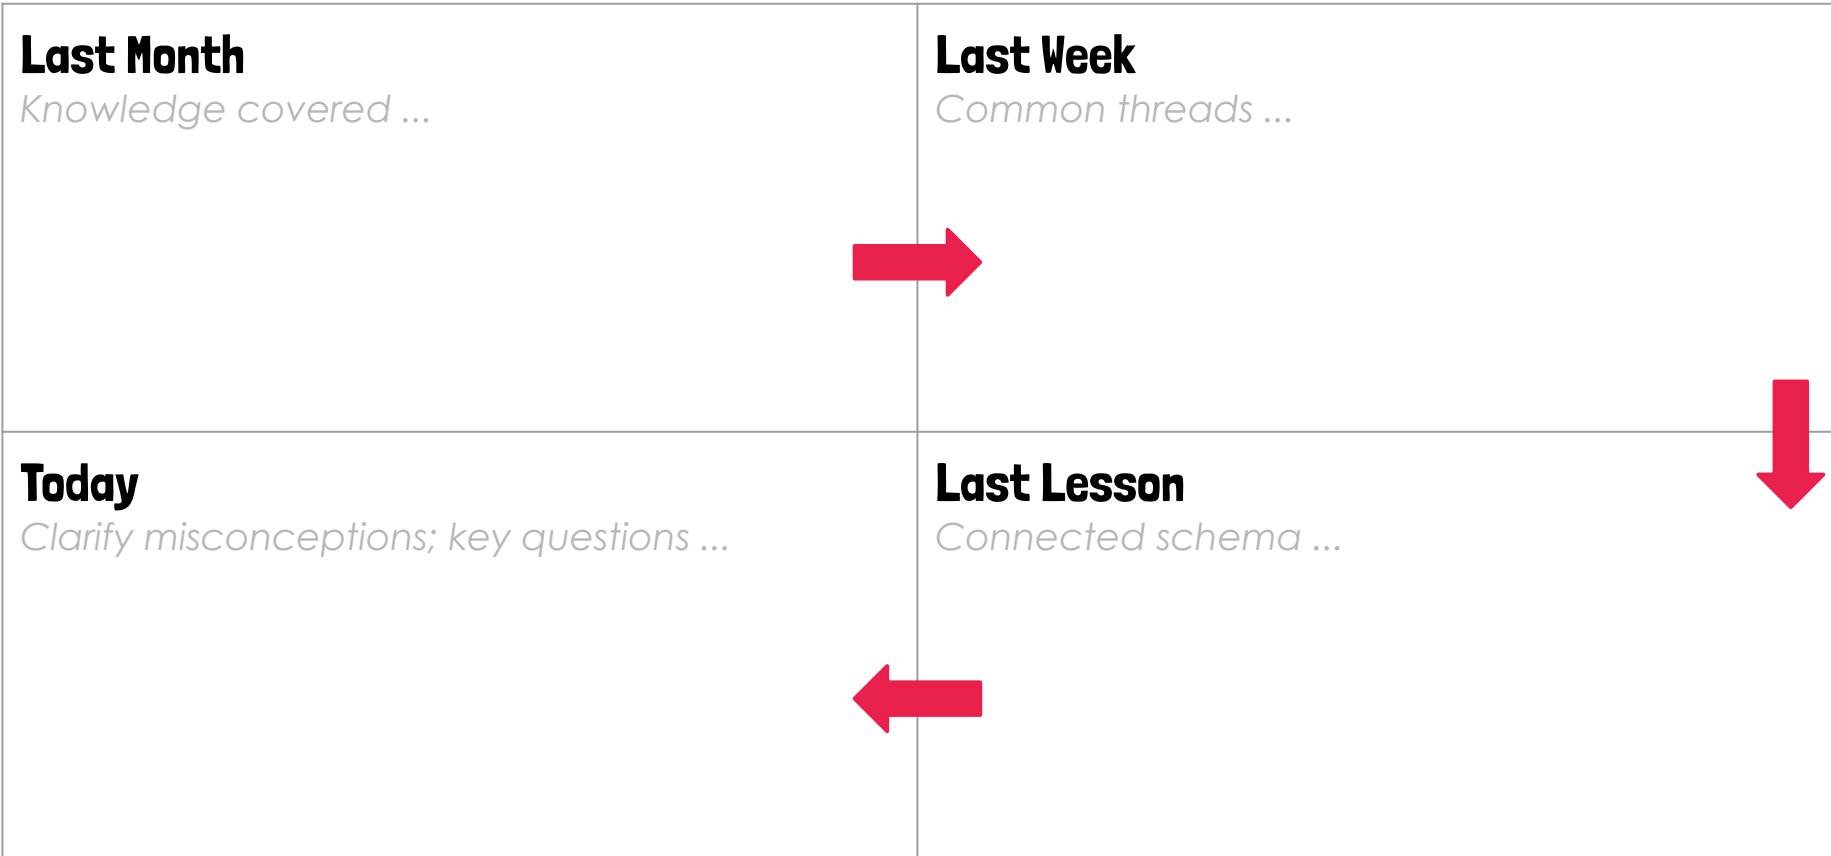 Last Month
Knowledge covered ...
Last Week
Common threads ...
Today
Clarify misconceptions; key questions ...
Last Lesson
Connected schema ...